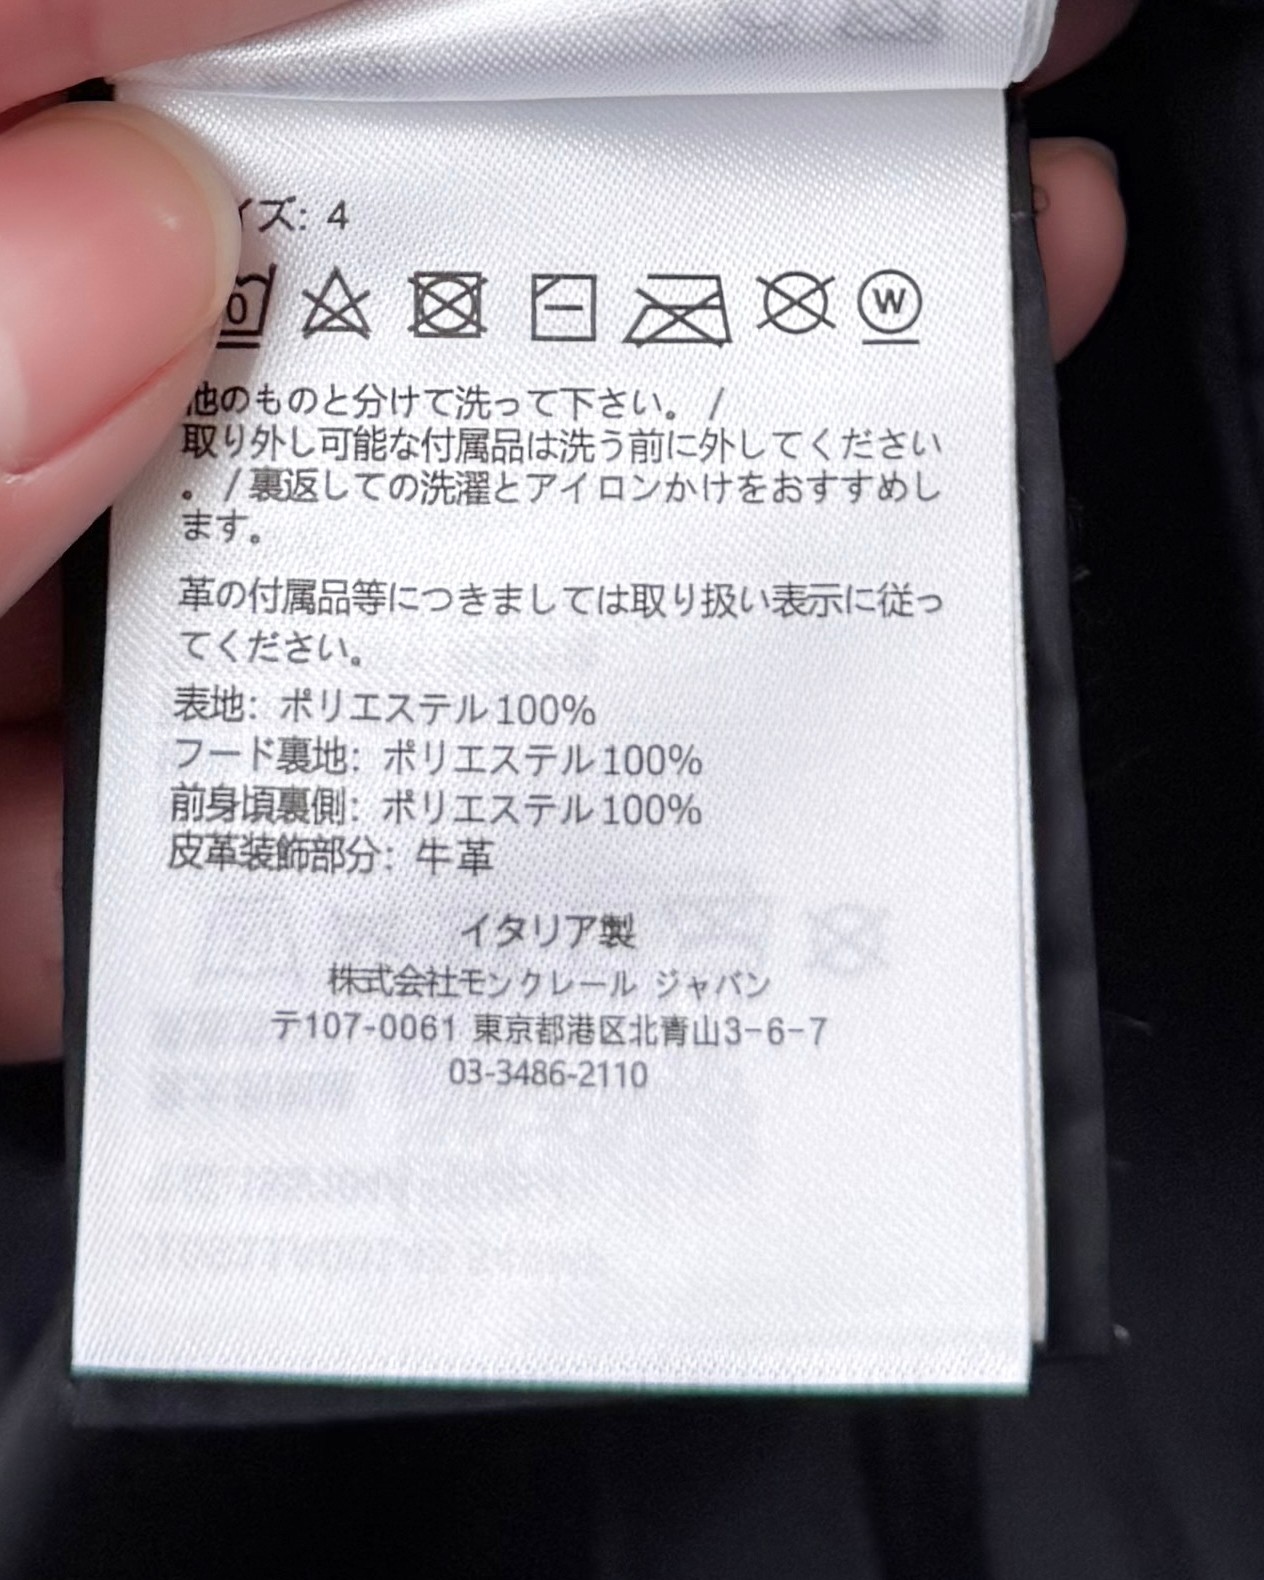 イズ: 4
0
W
他のものと分けて洗って下さい。 /
取り外し可能な付属品は洗う前に外してください
。 / 裏返しての洗濯とアイロンかけをおすすめし
ます。
革の付属品等につきましては取り扱い表示に従っ
てください。
表地: ポリエステル100%
フード裏地: ポリエステル100%
前身頃裏側: ポリエステル100%
皮革装飾部分: 牛革
イタリア製
株式会社モンクレール ジャパン
〒107-0061 東京都港区北青山3-6-7
03-3486-2110